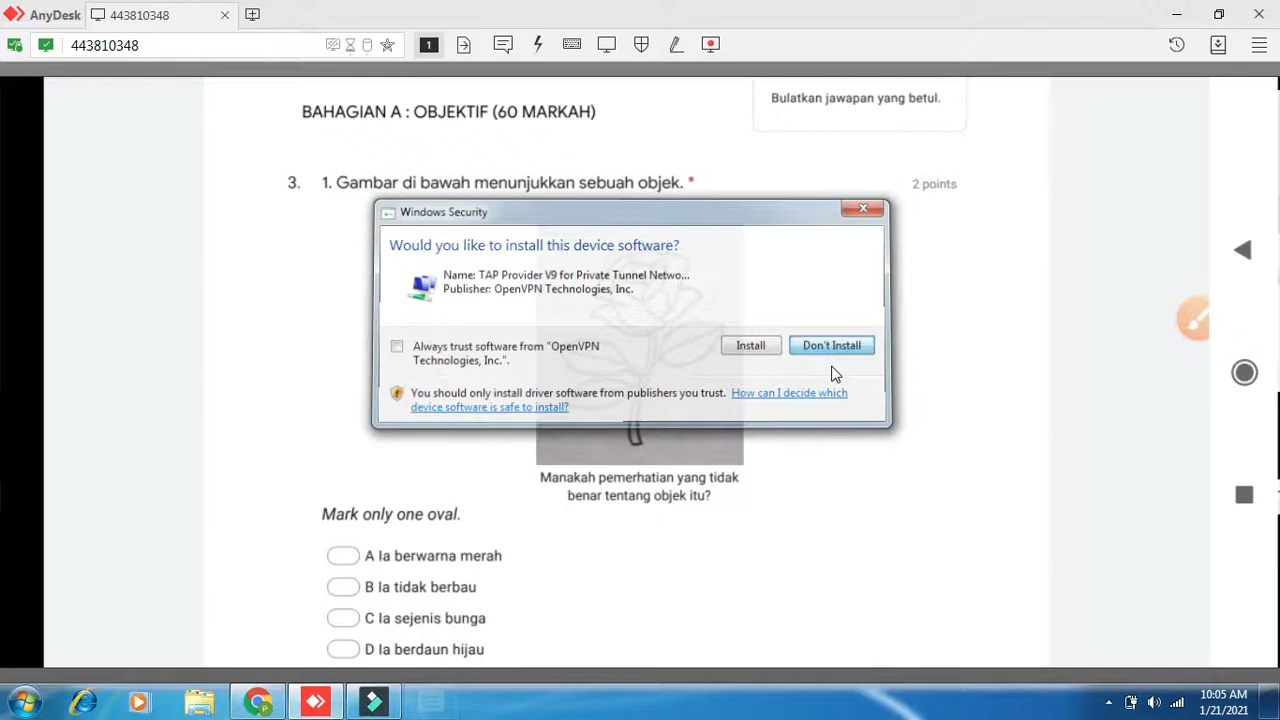 AnyDesk
443810348
443810348
1
BAHAGIAN A : OBJEKTIF (60 MARKAH)
Bulatkan jawapan yang betul.
3. 1. Gambar di bawah menunjukkan sebuah objek. *
2 points
Windows Security
Would you like to install this device software?
Name: TAP Provider V9 for Private Tunnel Netwo...
Publisher: OpenVPN Technologies, Inc.
Always trust software from "OpenVPN
Technologies, Inc.".
Install
Don't Install
You should only install driver software from publishers you trust. How can I decide which
device software is safe to install?
Manakah pemerhatian yang tidak
benar tentang objek itu?
Mark only one oval.
A Ia berwarna merah
B Ia tidak berbau
C Ia sejenis bunga
D Ia berdaun hijau
10:05 AM
1/21/2021